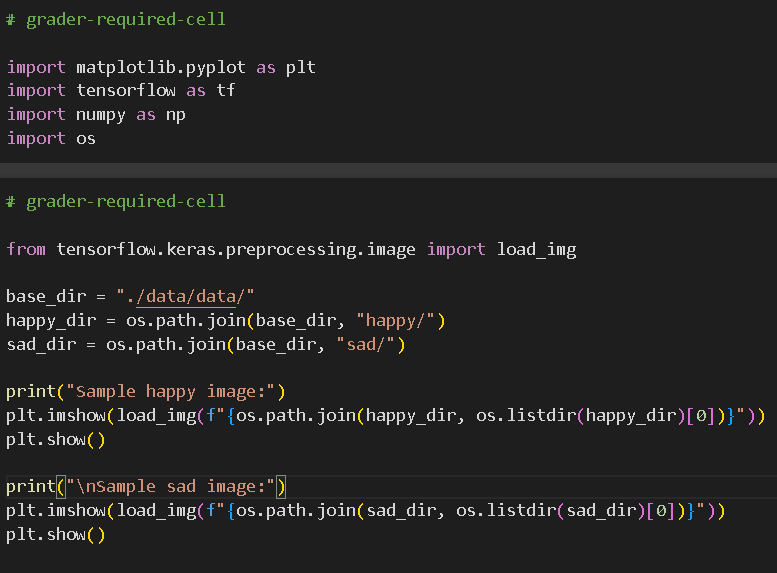 # grader-required-cell
import matplotlib.pyplot as plt
import tensorflow as tf
import numpy as np
import os
# grader-required-cell
from tensorflow.keras.preprocessing.image import load_img
base_dir = "./data/data/"
happy_dir = os.path.join(base_dir, "happy/")
sad_dir = os.path.join(base_dir, "sad/")
print("Sample happy image:")
plt.imshow(load_img(f"{os.path.join(happy_dir, os.listdir(happy_dir)[0])}"))
plt.show()
print("\nSample sad image:")
plt.imshow(load_img(f"{os.path.join(sad_dir, os.listdir(sad_dir)[0])}"))
plt.show()